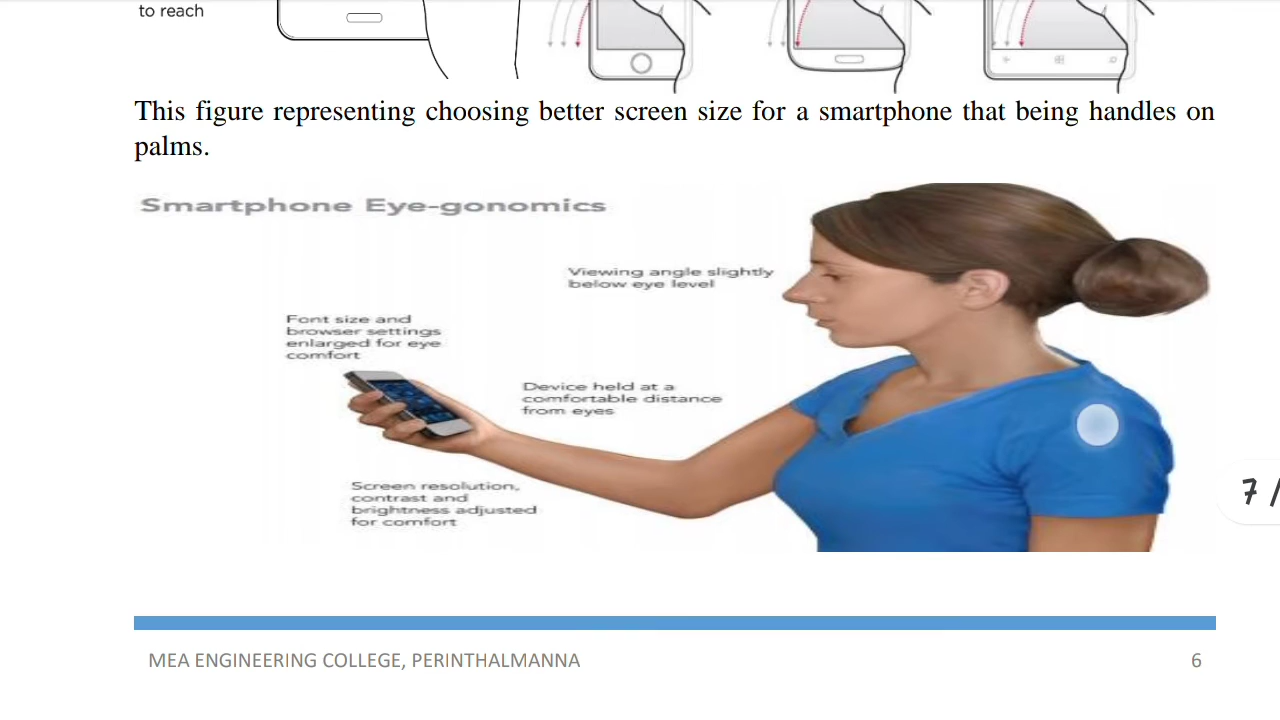 to reach
This figure representing choosing better screen size for a smartphone that being handles on
palms.
Smartphone Eye-gonomics
Viewing angle slightly
below eye level
Font size and
browser settings
enlarged for eye
comfort
Device held at a
comfortable distance
from eyes
Screen resolution,
contrast and
brightness adjusted
for comfort
7 /
MEA ENGINEERING COLLEGE, PERINTHALMANNA
6